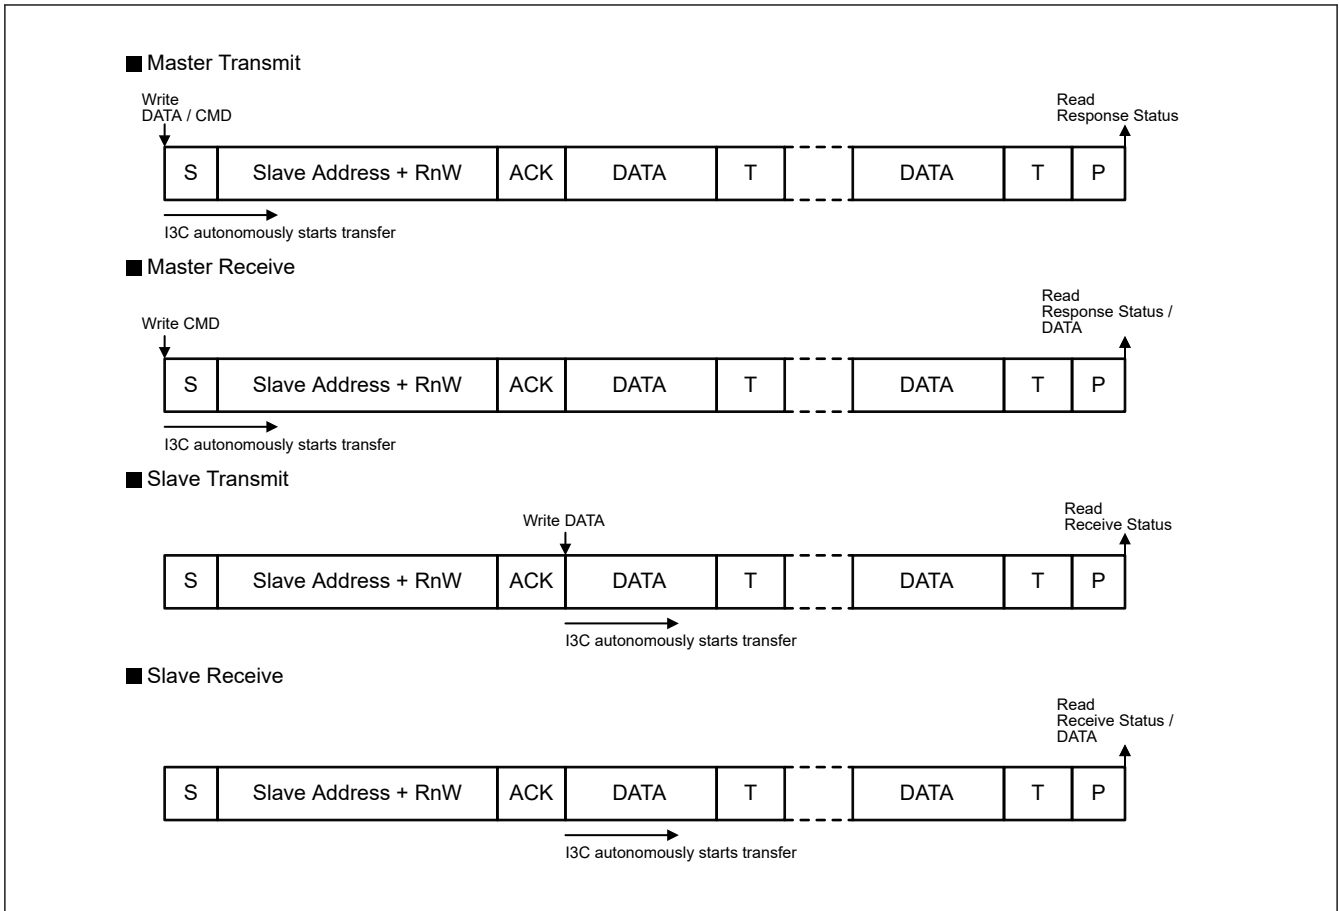 ■ Master Transmit
Write
DATA / CMD
Read
Response Status
S Slave Address + RnW ACK DATA T DATA T P
I3C autonomously starts transfer
■ Master Receive
Write CMD
Read
Response Status /
DATA
S Slave Address + RnW ACK DATA T DATA T P
I3C autonomously starts transfer
■ Slave Transmit
Write DATA
Read
Receive Status
S Slave Address + RnW ACK DATA T DATA T P
I3C autonomously starts transfer
■ Slave Receive
Read
Receive Status /
DATA
S Slave Address + RnW ACK DATA T DATA T P
I3C autonomously starts transfer